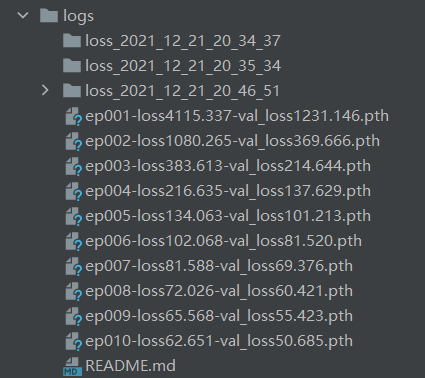 logs
loss_2021_12_21_20_34_37
loss_2021_12_21_20_35_34
loss_2021_12_21_20_46_51
ep001-loss4115.337-val_loss1231.146.pth
ep002-loss1080.265-val_loss369.666.pth
ep003-loss383.613-val_loss214.644.pth
ep004-loss216.635-val_loss137.629.pth
ep005-loss134.063-val_loss101.213.pth
ep006-loss102.068-val_loss81.520.pth
ep007-loss81.588-val_loss69.376.pth
ep008-loss72.026-val_loss60.421.pth
ep009-loss65.568-val_loss55.423.pth
ep010-loss62.651-val_loss50.685.pth
MD README.md